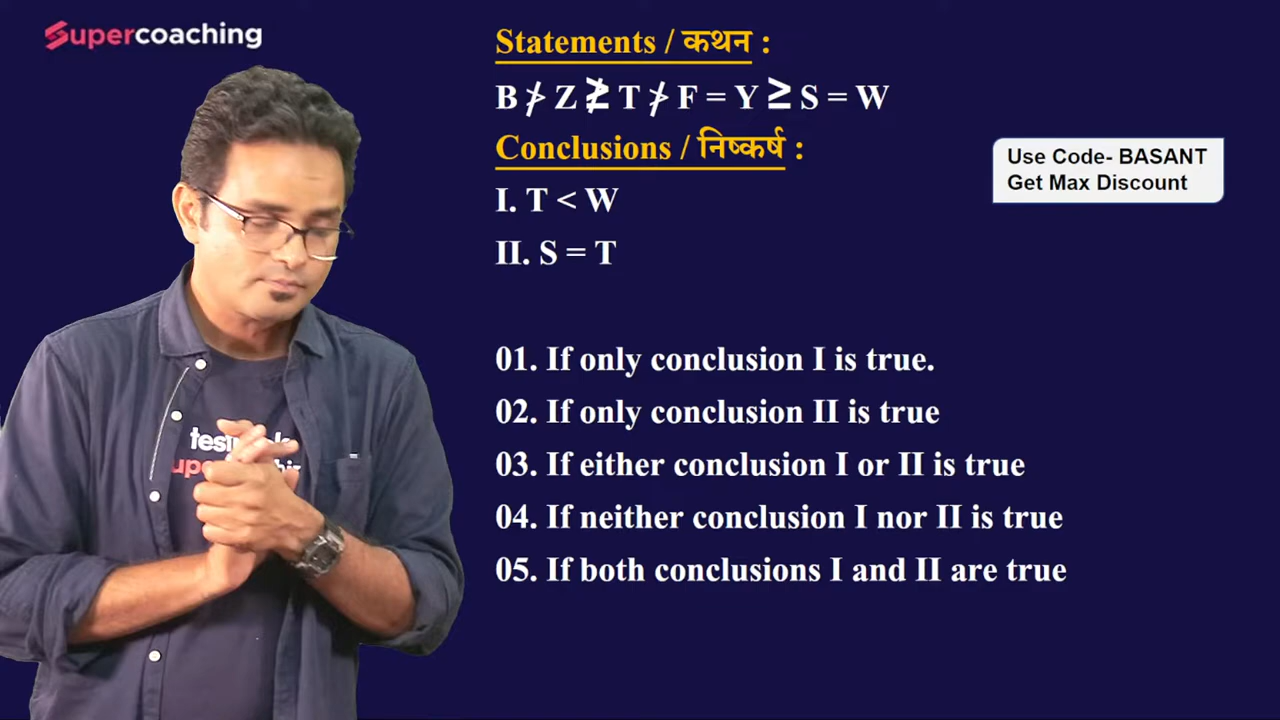 Supercoaching
Statements / कथन :
B ≯ Z ≱ T ≯ F = Y ≥ S = W
Conclusions / निष्कर्ष :
Use Code- BASANT
Get Max Discount
I. T < W
II. S = T
01. If only conclusion I is true.
02. If only conclusion II is true
03. If either conclusion I or II is true
04. If neither conclusion I nor II is true
05. If both conclusions I and II are true